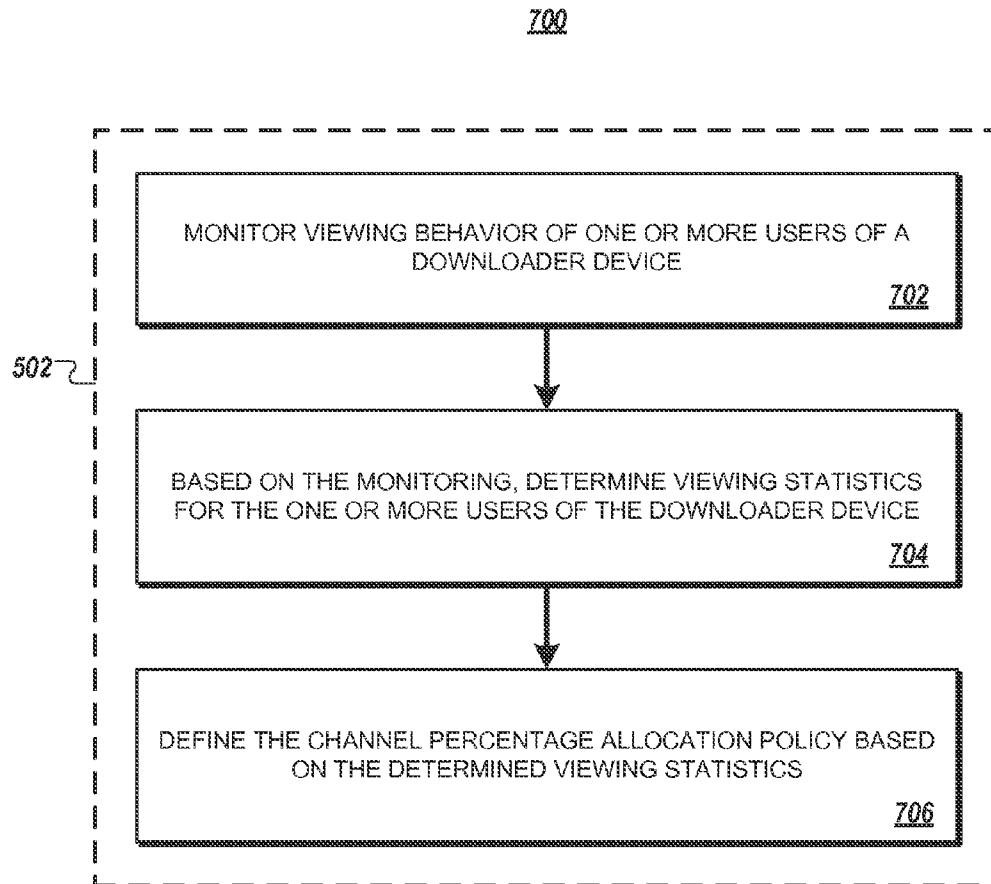 700
MONITOR VIEWING BEHAVIOR OF ONE OR MORE USERS OF A
DOWNLOADER DEVICE
702
502
BASED ON THE MONITORING, DETERMINE VIEWING STATISTICS
FOR THE ONE OR MORE USERS OF THE DOWNLOADER DEVICE
704
DEFINE THE CHANNEL PERCENTAGE ALLOCATION POLICY BASED
ON THE DETERMINED VIEWING STATISTICS
706